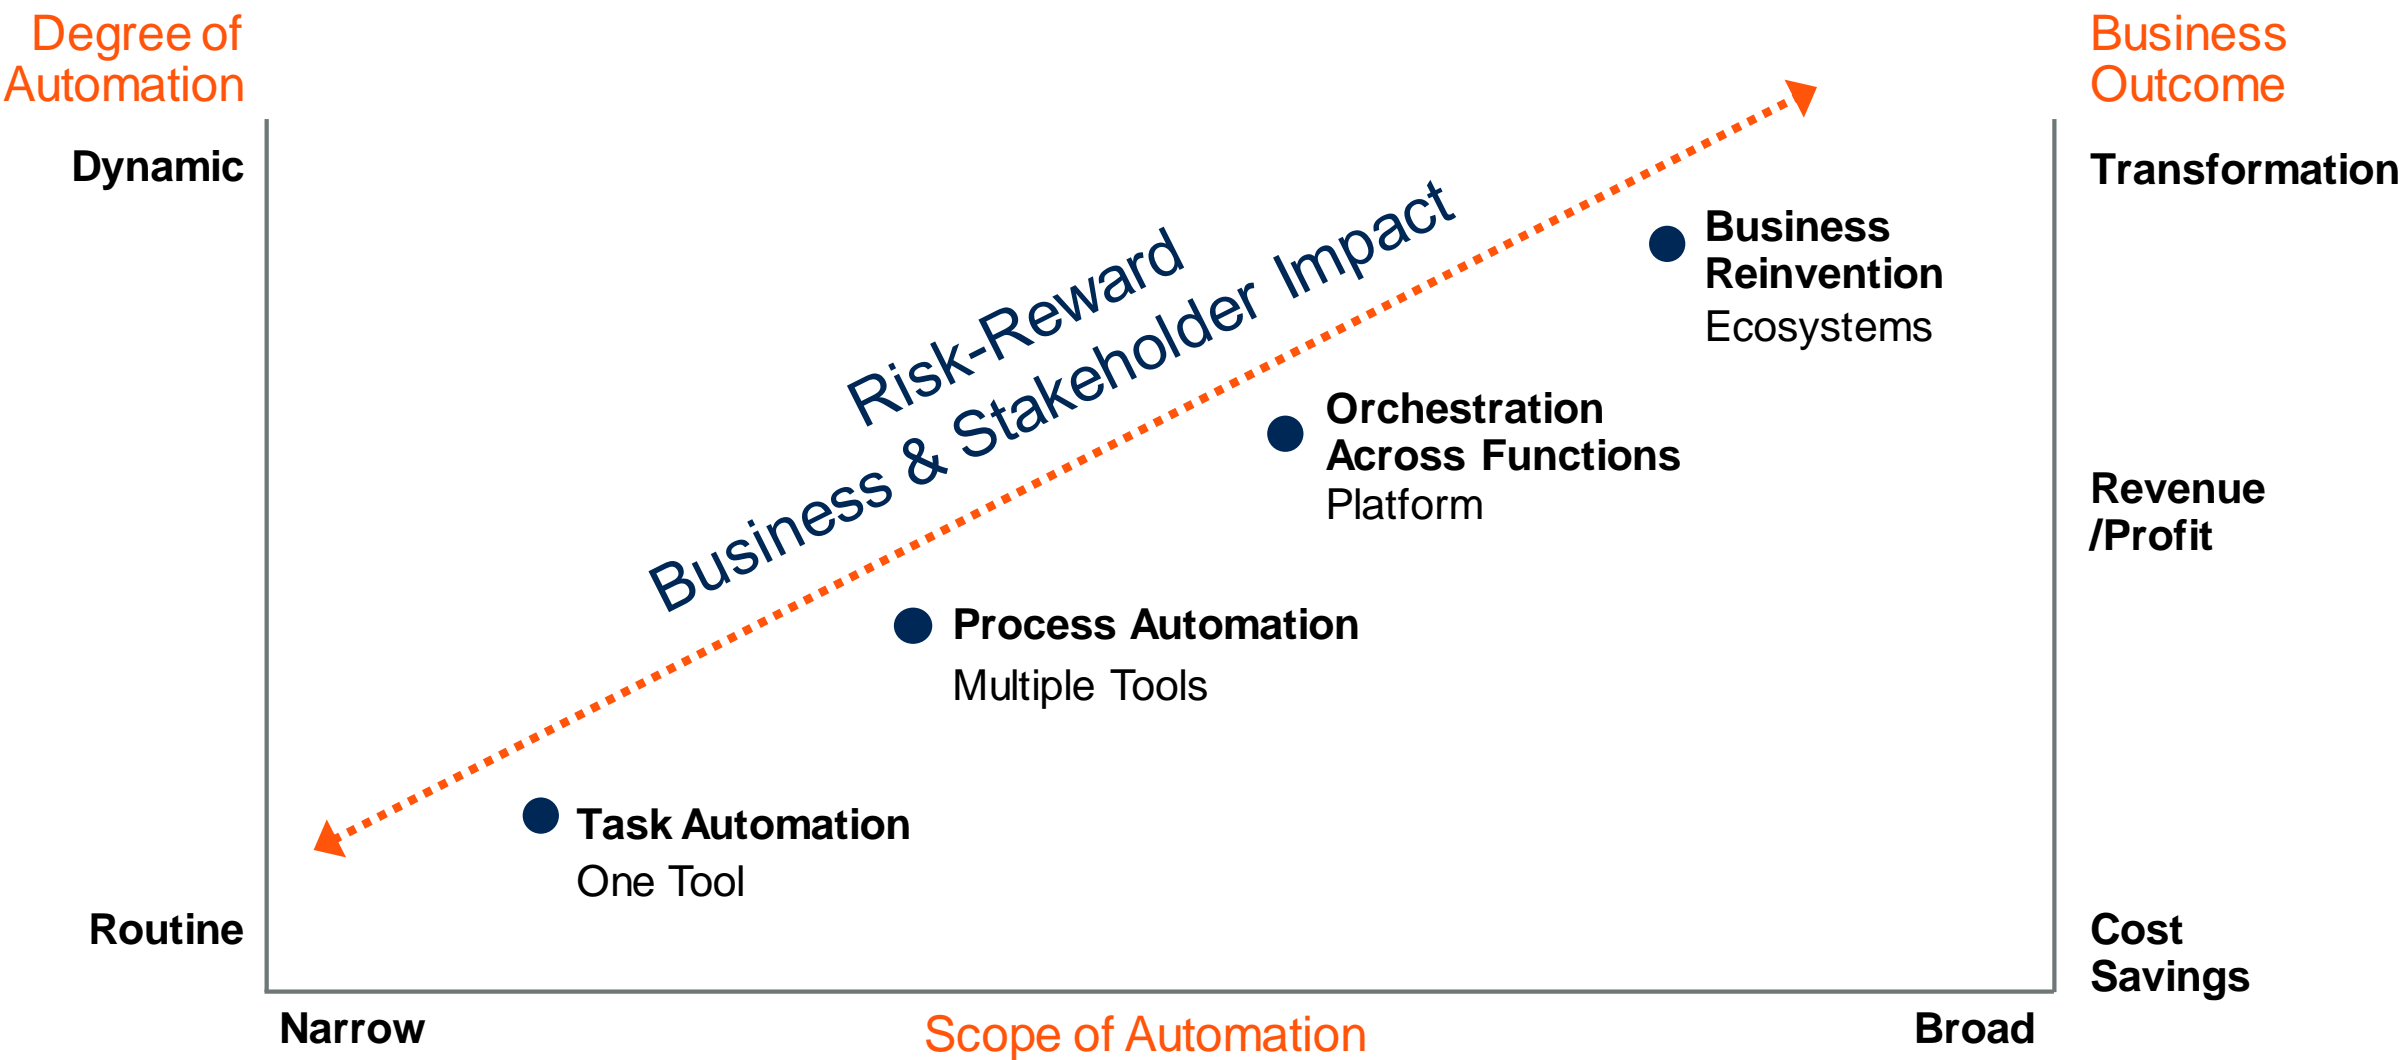 Degree of
Automation
Business
Outcome
Dynamic
Transformation
Risk-Reward
Business & Stakeholder Impact
Business
Reinvention
Ecosystems
Orchestration
Across Functions
Platform
Revenue
/Profit
Process Automation
Multiple Tools
Task Automation
One Tool
Routine
Cost
Savings
Narrow
Scope of Automation
Broad